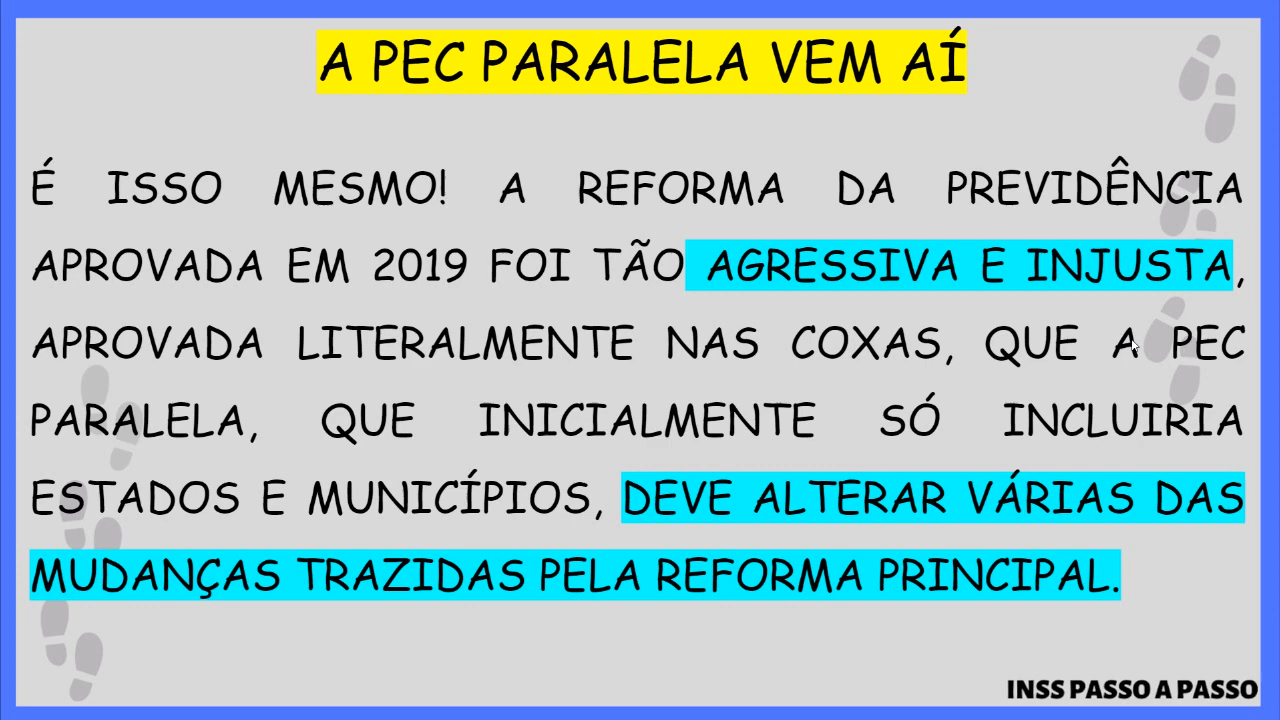 A PEC PARALELA VEM AÍ
É ISSO MESMO! A REFORMA DA PREVIDÊNCIA
APROVADA EM 2019 FOI TÃO AGRESSIVA E INJUSTA,
APROVADA LITERALMENTE NAS COXAS, QUE A PEC
PARALELA, QUE INICIALMENTE SÓ INCLUIRIA
ESTADOS E MUNICÍPIOS, DEVE ALTERAR VÁRIAS DAS
MUDANÇAS TRAZIDAS PELA REFORMA PRINCIPAL.
INSS PASSO A PASSO